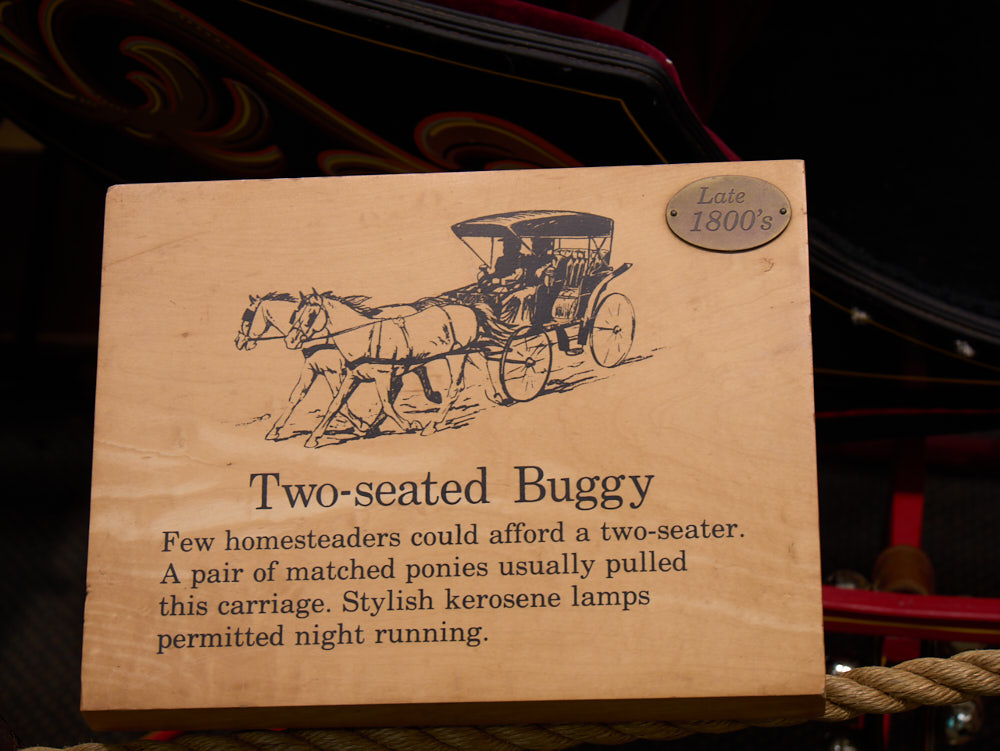 Late
1800's
Two-seated Buggy
Few homesteaders could afford a two-seater.
A pair of matched ponies usually pulled
this carriage. Stylish kerosene lamps
permitted night running.